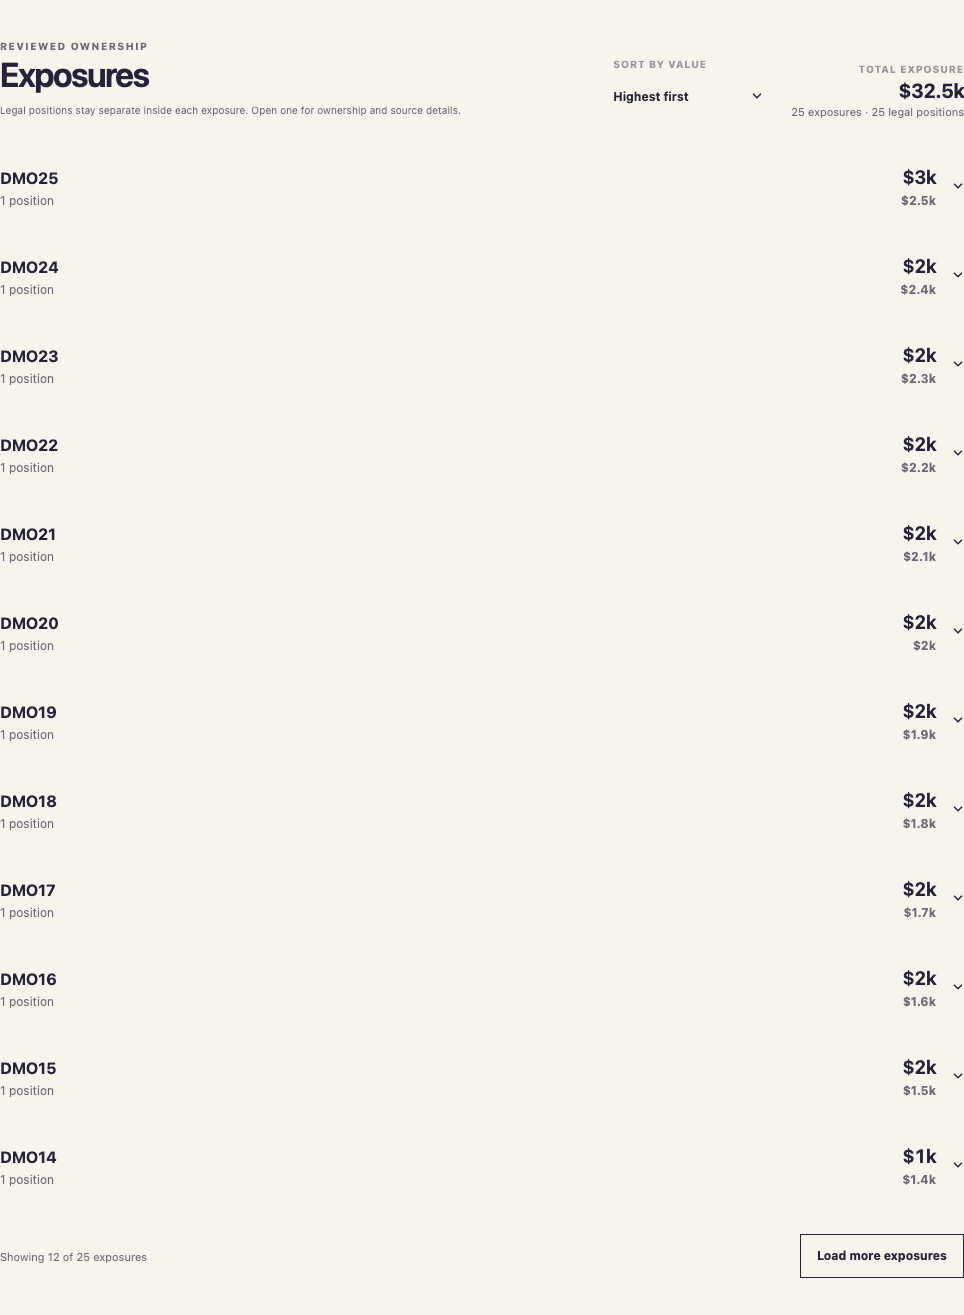 REVIEWED OWNERSHIP
Exposures
Legal positions stay separate inside each exposure. Open one for ownership and source details.
SORT BY VALUE
Highest first
TOTAL EXPOSURE
$32.5k
25 exposures · 25 legal positions
DMO25
1 position
$3k
$2.5k
DMO24
1 position
$2k
$2.4k
DMO23
1 position
$2k
$2.3k
DMO22
1 position
$2k
$2.2k
DMO21
1 position
$2k
$2.1k
DMO20
1 position
$2k
$2k
DMO19
1 position
$2k
$1.9k
DMO18
1 position
$2k
$1.8k
DMO17
1 position
$2k
$1.7k
DMO16
1 position
$2k
$1.6k
DMO15
1 position
$2k
$1.5k
DMO14
1 position
$1k
$1.4k
Showing 12 of 25 exposures
Load more exposures